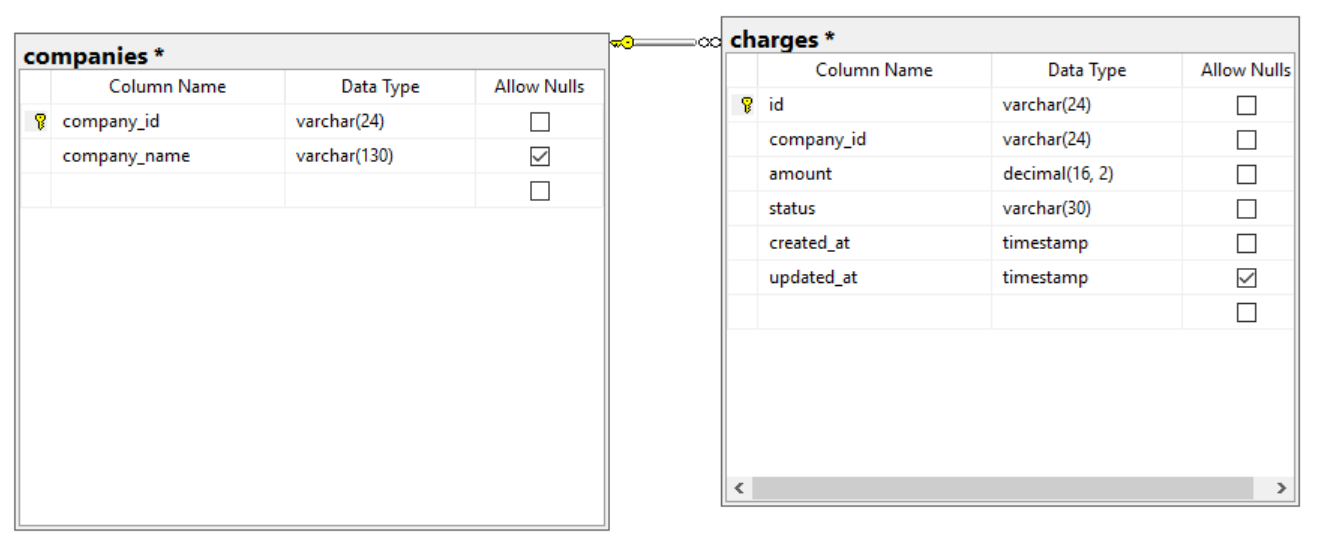 companies *
Column Name Data Type Allow Nulls
company_id varchar(24)
company_name varchar(130)
charges *
Column Name Data Type Allow Nulls
id varchar(24)
company_id varchar(24)
amount decimal(16, 2)
status varchar(30)
created_at timestamp
updated_at timestamp